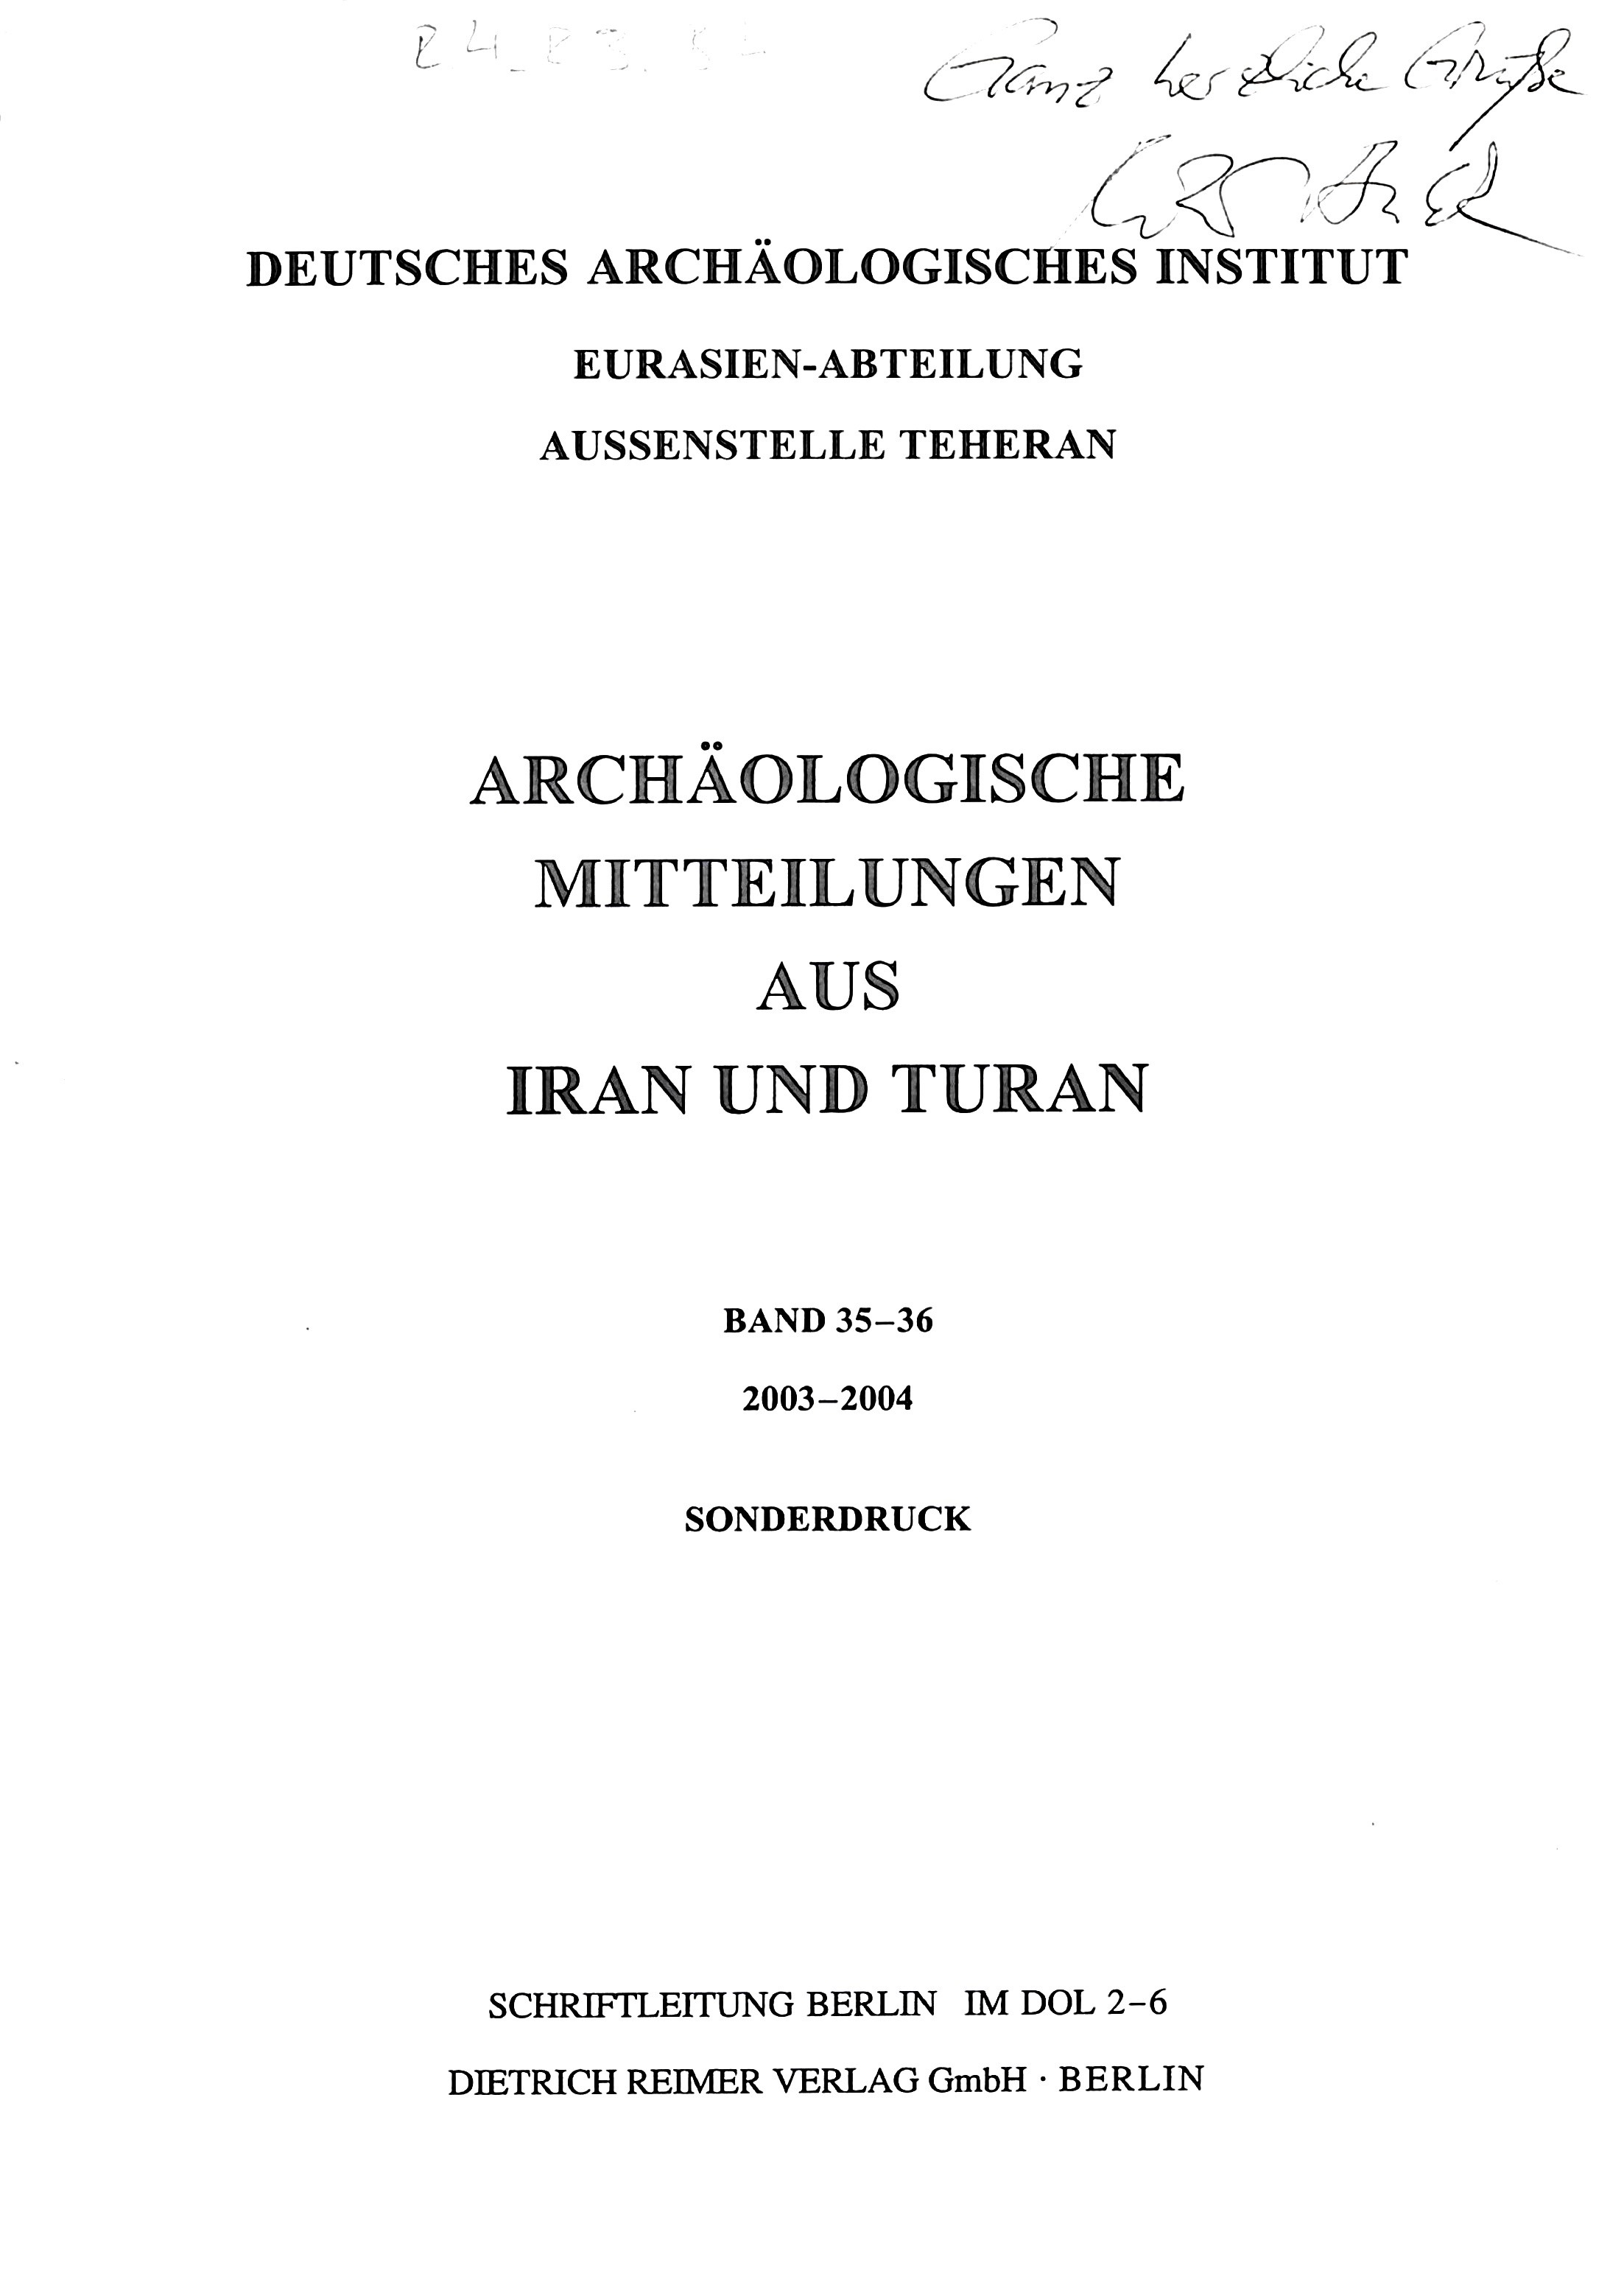 Ganz herzliche Grüße
DEUTSCHES ARCHÄOLOGISCHES INSTITUT
EURASIEN-ABTEILUNG
AUSSENSTELLE TEHERAN
ARCHÄOLOGISCHE
MITTEILUNGEN
AUS
IRAN UND TURAN
BAND 35–36
2003–2004
SONDERDRUCK
SCHRIFTLEITUNG BERLIN IM DOL 2–6
DIETRICH REIMER VERLAG GmbH · BERLIN